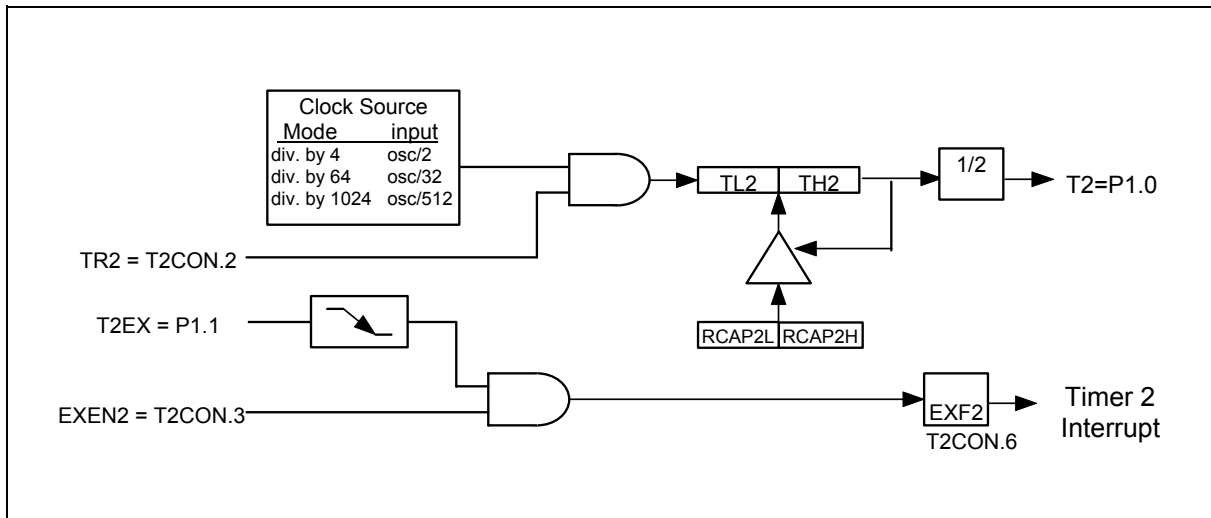 Clock Source
Mode input
div. by 4 osc/2
div. by 64 osc/32
div. by 1024 osc/512
TR2 = T2CON.2
TL2 TH2
1/2
T2=P1.0
T2EX = P1.1
RCAP2L RCAP2H
EXEN2 = T2CON.3
EXF2
T2CON.6
Timer 2
Interrupt